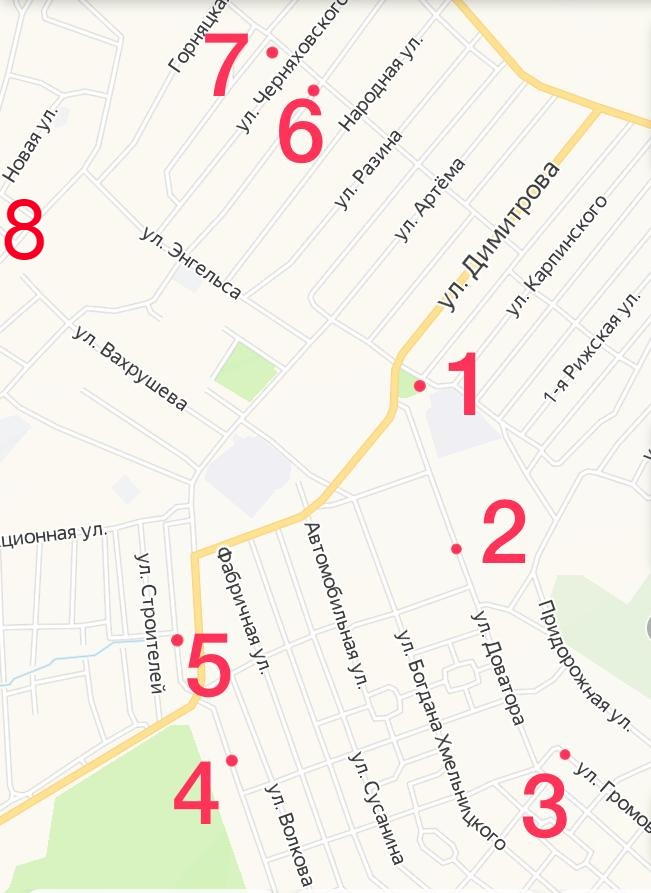 Горняцка
7
ул. Черняховского
6
Народная ул.
Новая ул.
ул. Разина
ул. Артёма
8
ул. Димитрова
ул. Энгельса
ул. Карпинского
1-я Рижская ул.
ул. Вахрушева
1
2
ционная ул.
ул. Строителей
Фабричная ул.
Автомобильная ул.
5
ул. Богдана Хмельницкого
ул. Доватора
Придорожная ул.
4
ул. Волкова
ул. Сусанина
3
ул. Громов